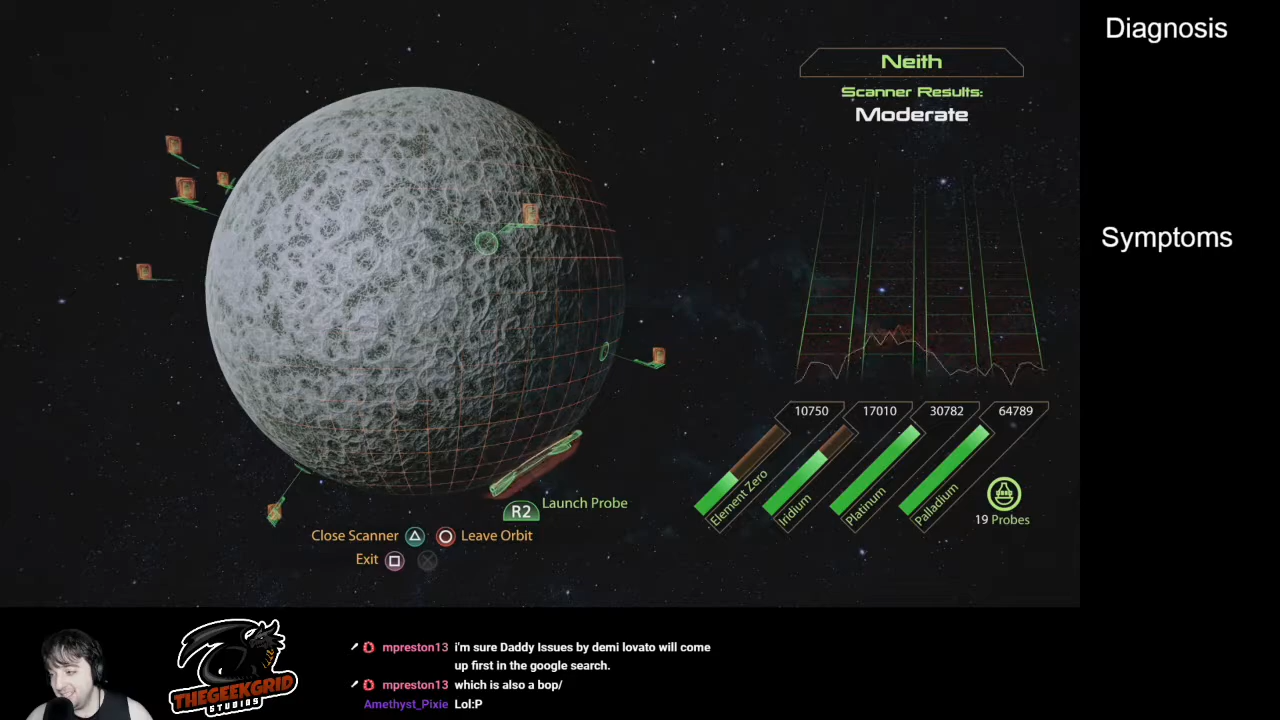 Diagnosis
Neith
Scanner Results:
Moderate
Symptoms
10750 17010 30782 64789
Element Zero
Iridium
Platinum
Palladium
19 Probes
R2 Launch Probe
Close Scanner Leave Orbit
Exit
mpreston13 i'm sure Daddy Issues by demi lovato will come
up first in the google search.
mpreston13 which is also a bop/
Amethyst_Pixie Lol:P
THEGEEKGRID
STUDIOS